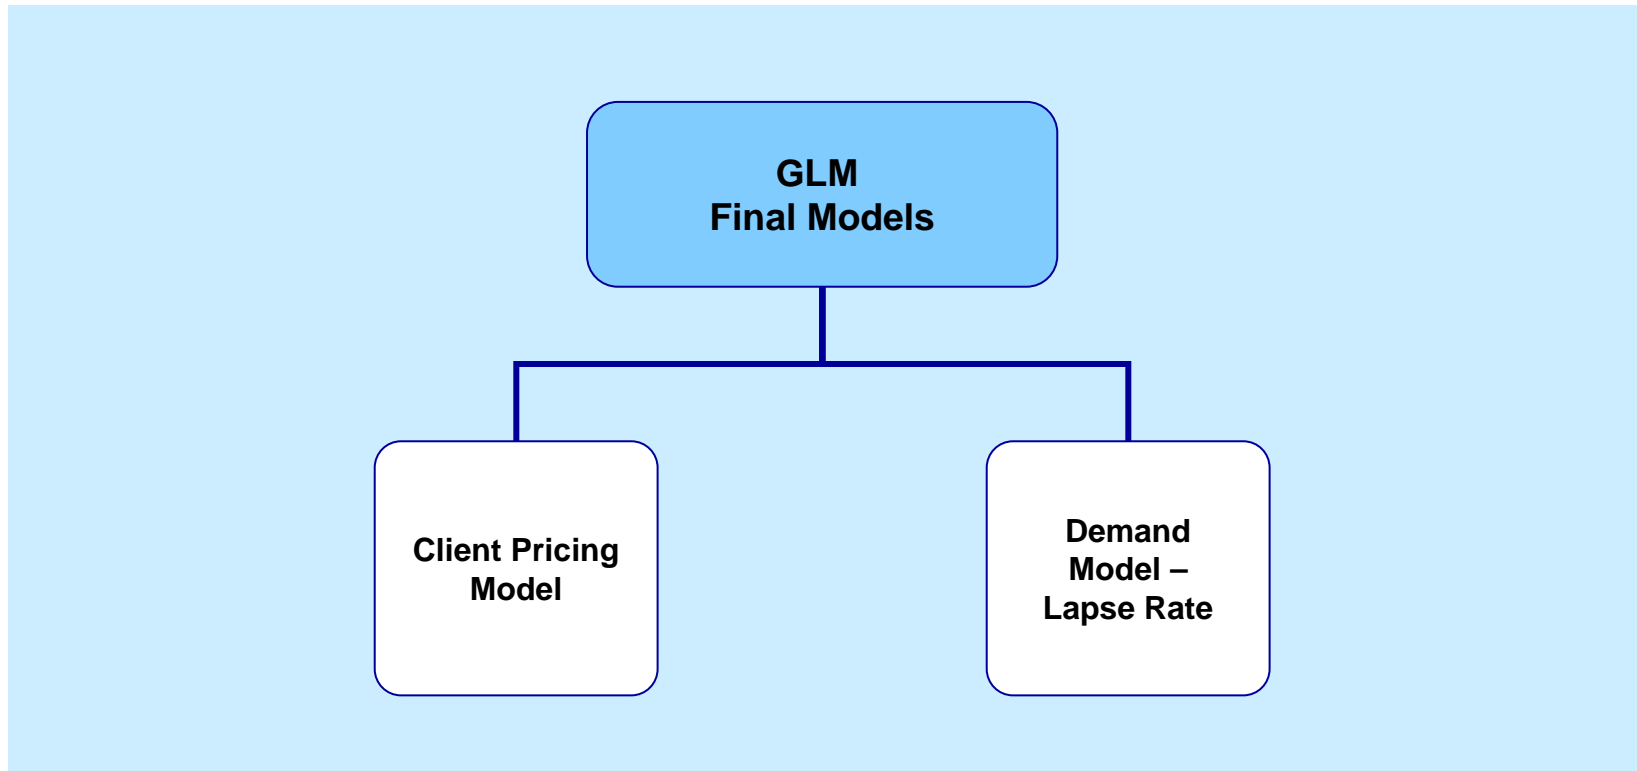 GLM
Final Models
Client Pricing
Model
Demand
Model –
Lapse Rate